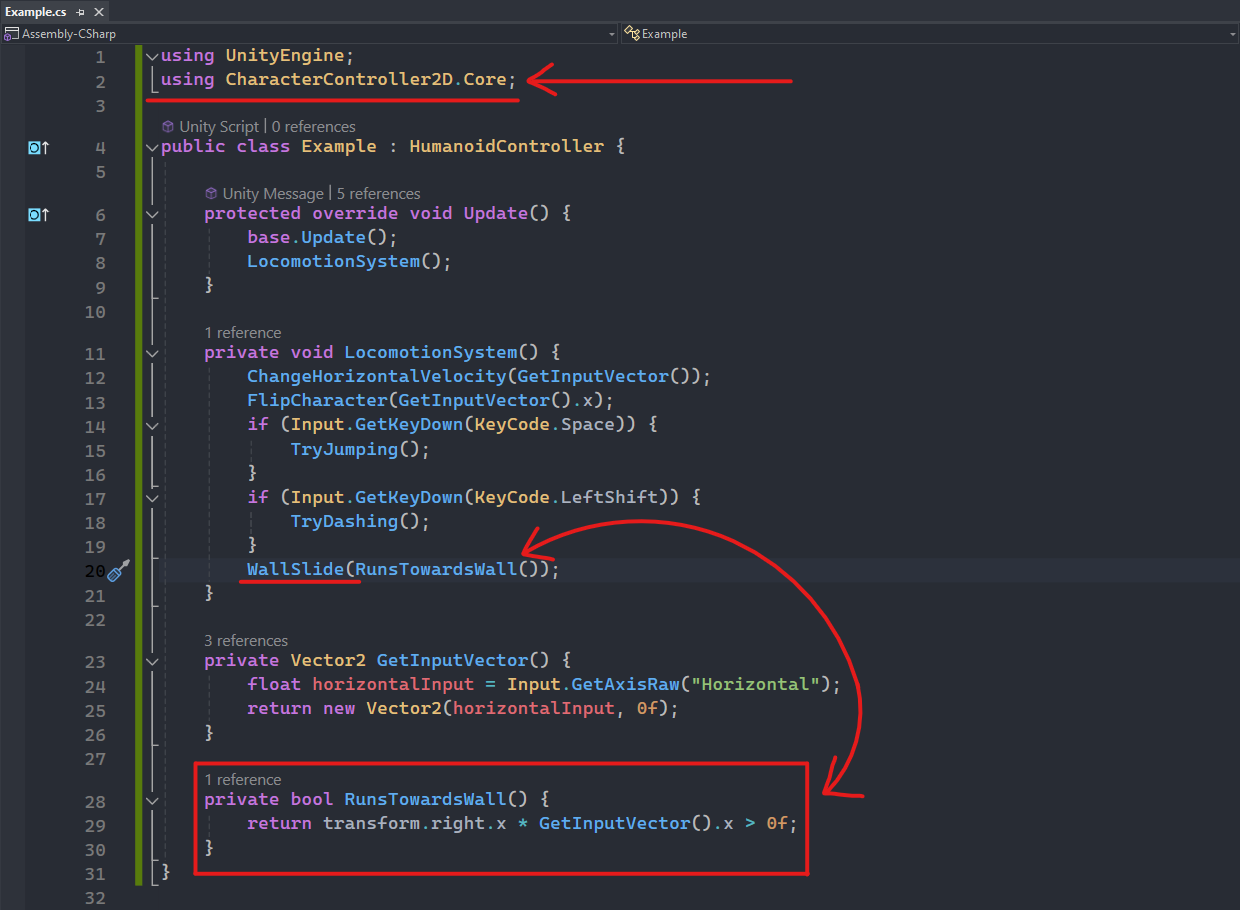 Example.cs
Assembly-CSharp
Example
1 using UnityEngine;
2 using CharacterController2D.Core;
3
Unity Script | 0 references
4 public class Example : HumanoidController {
5
Unity Message | 5 references
6 protected override void Update() {
7 base.Update();
8 LocomotionSystem();
9 }
10
1 reference
11 private void LocomotionSystem() {
12 ChangeHorizontalVelocity(GetInputVector());
13 FlipCharacter(GetInputVector().x);
14 if (Input.GetKeyDown(KeyCode.Space)) {
15 TryJumping();
16 }
17 if (Input.GetKeyDown(KeyCode.LeftShift)) {
18 TryDashing();
19 }
20 WallSlide(RunsTowardsWall());
21 }
22
3 references
23 private Vector2 GetInputVector() {
24 float horizontalInput = Input.GetAxisRaw("Horizontal");
25 return new Vector2(horizontalInput, 0f);
26 }
27
1 reference
28 private bool RunsTowardsWall() {
29 return transform.right.x * GetInputVector().x > 0f;
30 }
31 }
32